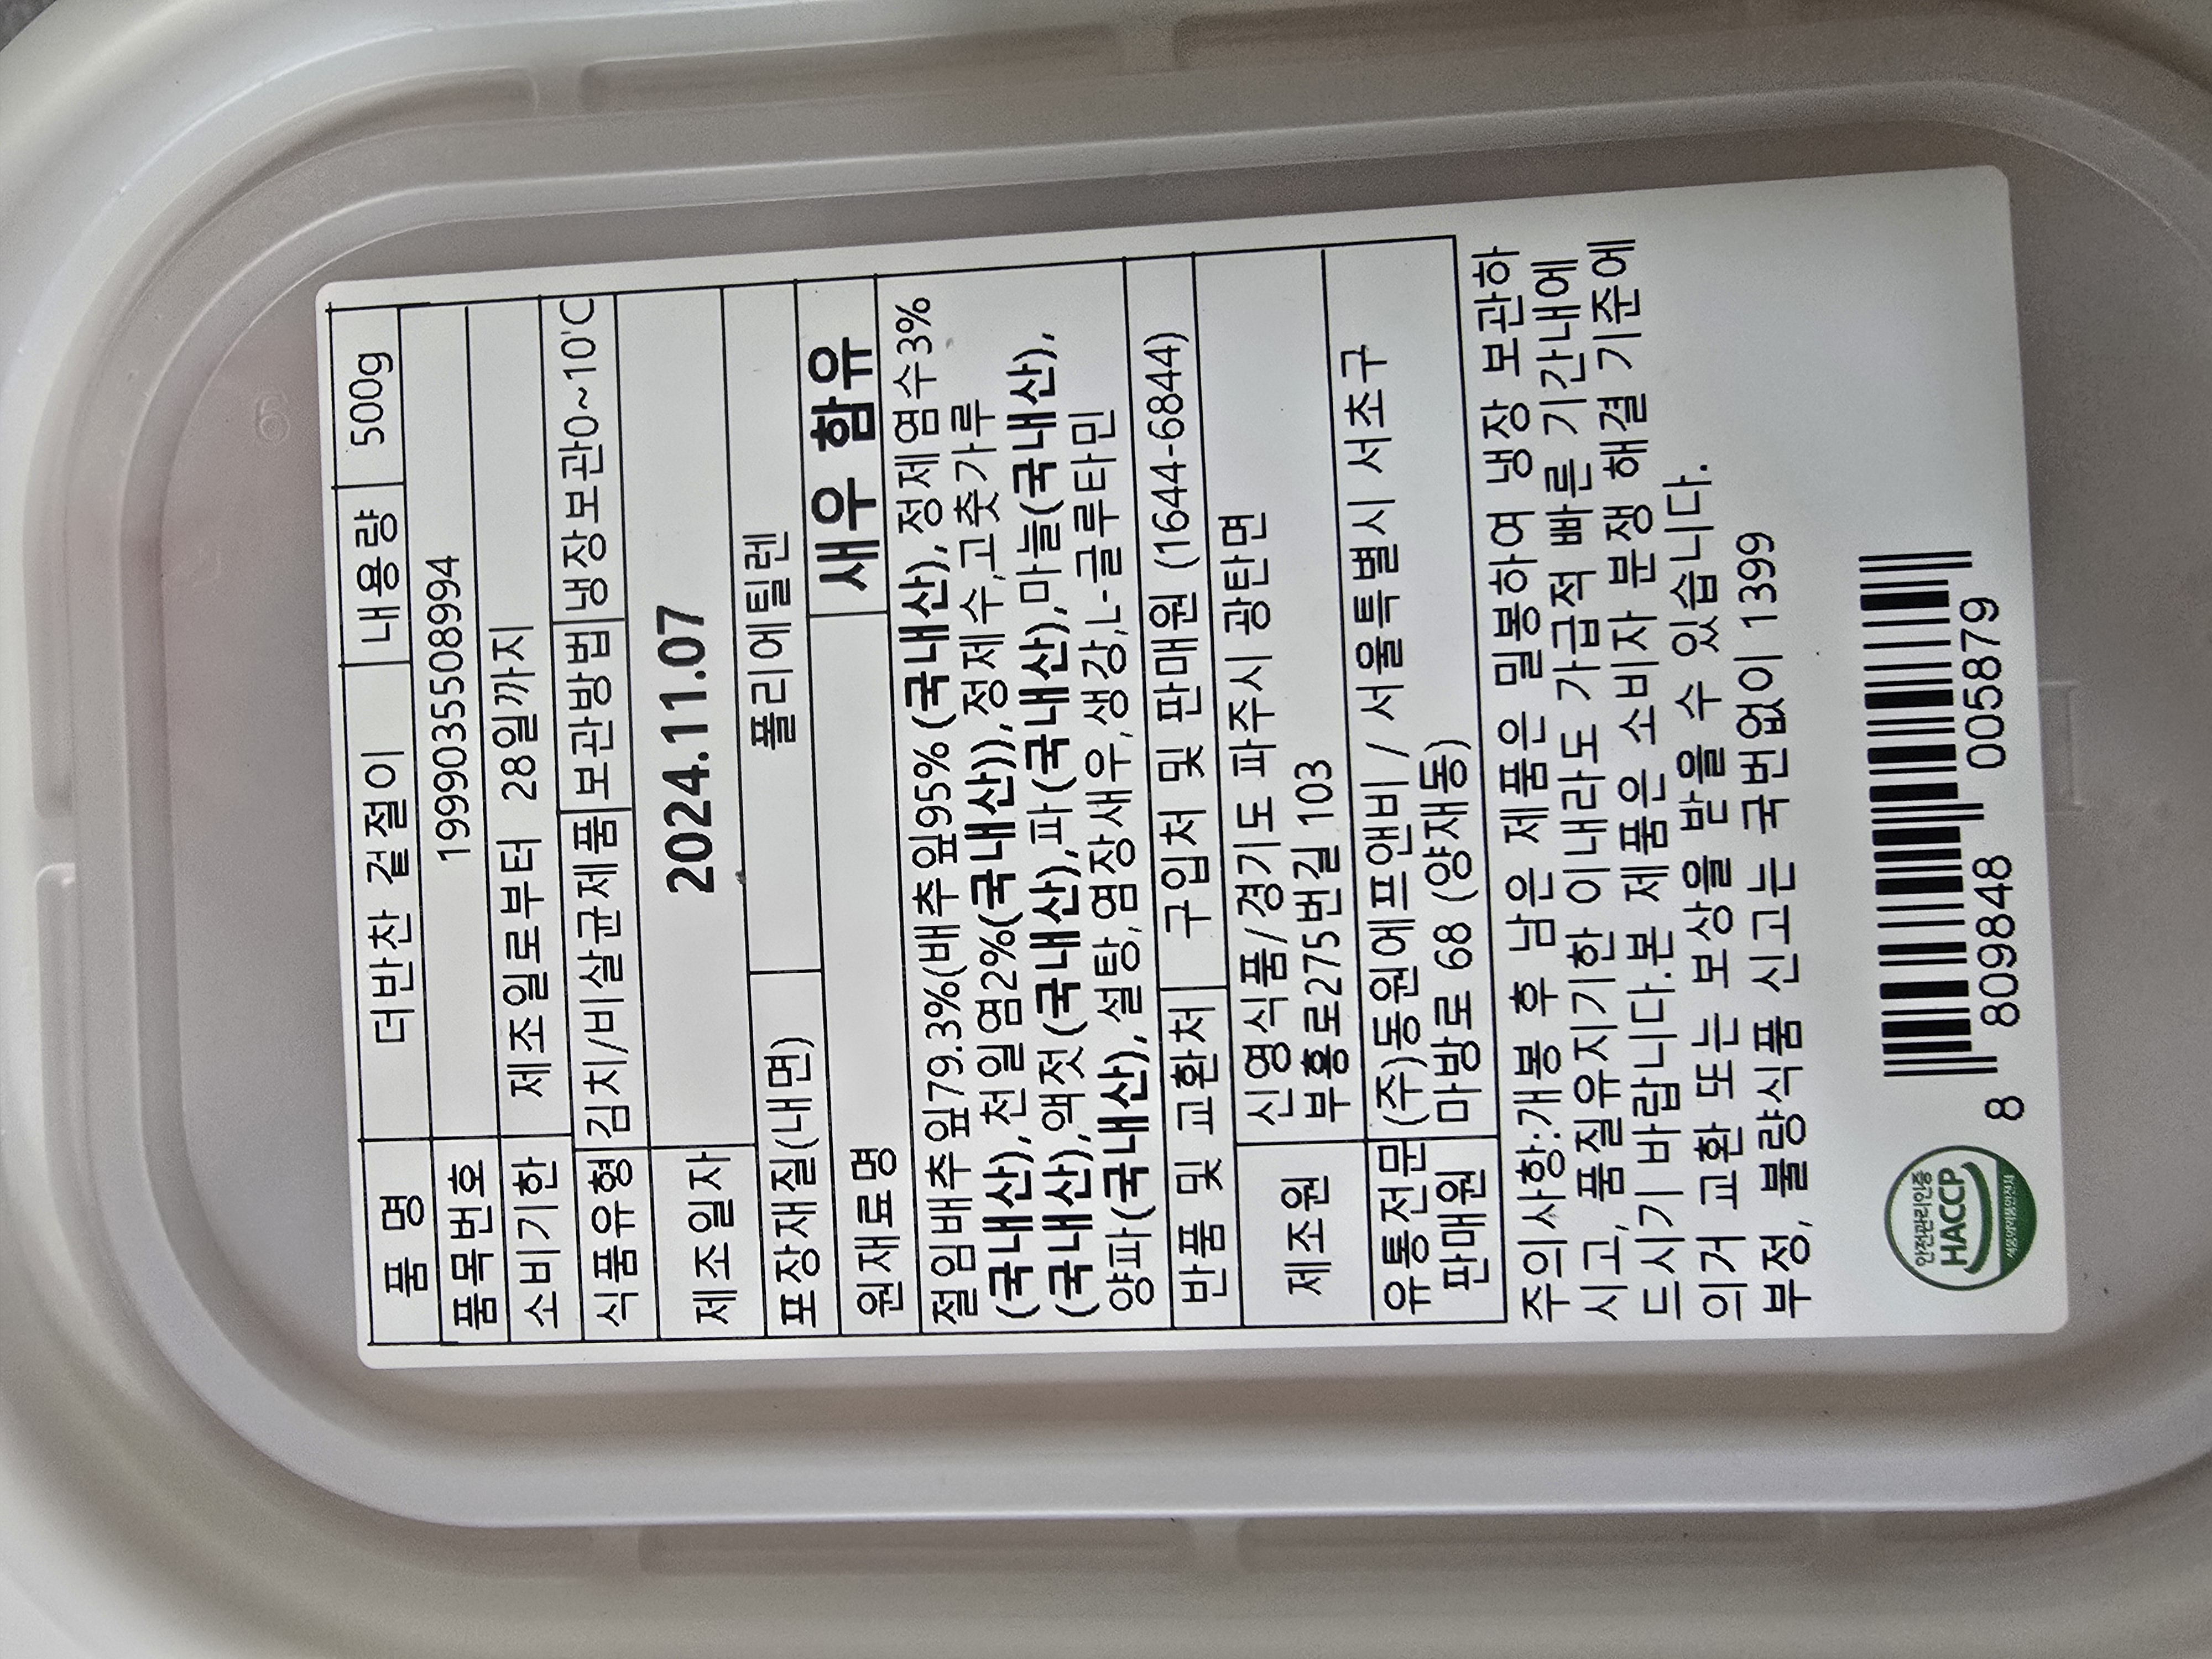 품 명 더반찬 겉절이 내용량 500g
품목번호 1999035508994
소비기한 제조일로부터 28일까지
식품유형 김치/비살균제품 보관방법 냉장보관0~10'C
제조일자 2024.11.07
포장재질(내면) 폴리에틸렌
원재료명 새우 함유
절임배추잎79.3%(배추잎95%(국내산),정제염수3%
(국내산),천일염2%(국내산)),정제수,고춧가루
(국내산),액젓(국내산),파(국내산),마늘(국내산),
양파(국내산), 설탕,염장새우,생강,L-글루타민
반품 및 교환처 구입처 및 판매원 (1644-6844)
제조원 신영식품/경기도 파주시 광탄면
부흥로275번길 103
유통전문 (주)동원에프앤비 / 서울특별시 서초구
판매원 마방로 68 (양재동)
주의사항:개봉 후 남은 제품은 밀봉하여 냉장 보관하
시고, 품질유지기한 이내라도 가급적 빠른 기간내에
드시기 바랍니다.본 제품은 소비자 분쟁 해결 기준에
의거 교환 또는 보상을 받을 수 있습니다.
부정, 불량식품 신고는 국번없이 1399
안전관리인증
HACCP
식품의약품안전처
8 809848 005879